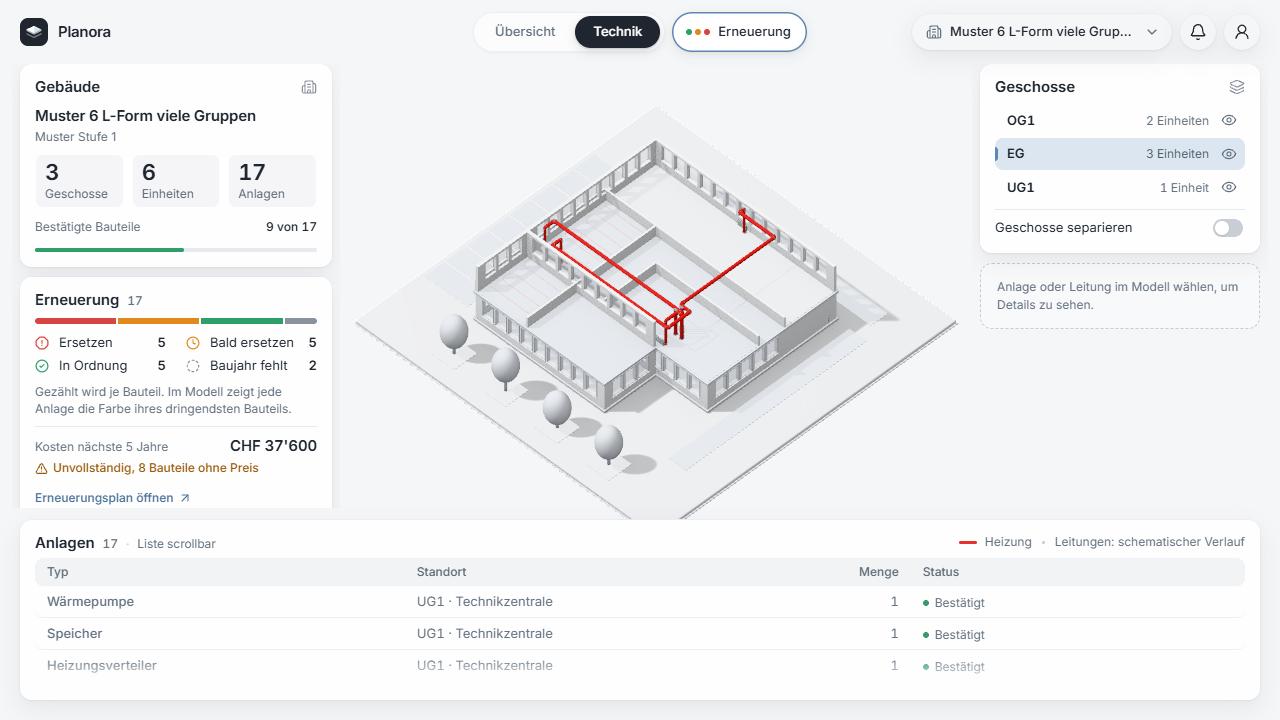 Planora
Übersicht
Technik
Erneuerung
Muster 6 L-Form viele Grup...
Gebäude
Muster 6 L-Form viele Gruppen
Muster Stufe 1
3
Geschosse
6
Einheiten
17
Anlagen
Bestätigte Bauteile
9 von 17
Erneuerung 17
Ersetzen 5
Bald ersetzen 5
In Ordnung 5
Baujahr fehlt 2
Gezählt wird je Bauteil. Im Modell zeigt jede
Anlage die Farbe ihres dringendsten Bauteils.
Kosten nächste 5 Jahre
CHF 37'600
Unvollständig, 8 Bauteile ohne Preis
Erneuerungsplan öffnen
Geschosse
OG1 2 Einheiten
EG 3 Einheiten
UG1 1 Einheit
Geschosse separieren
Anlage oder Leitung im Modell wählen, um
Details zu sehen.
Anlagen 17 · Liste scrollbar
Heizung • Leitungen: schematischer Verlauf
Typ Standort Menge Status
Wärmepumpe UG1 · Technikzentrale 1 Bestätigt
Speicher UG1 · Technikzentrale 1 Bestätigt
Heizungsverteiler UG1 · Technikzentrale 1 Bestätigt